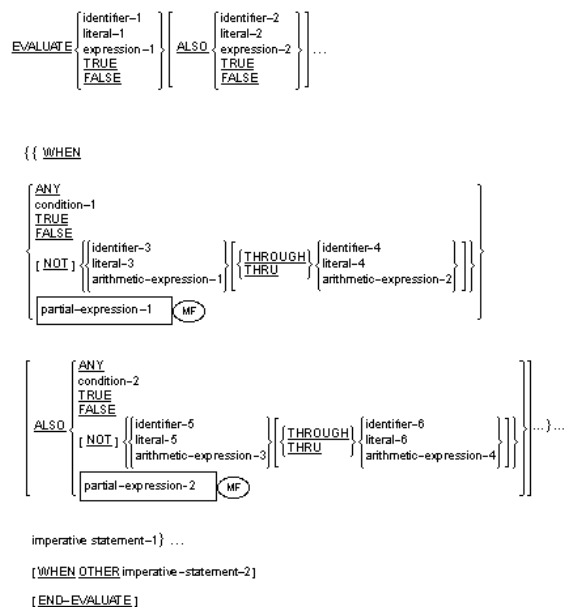 identifier-1 identifier-2
literal-1 literal-2
EVALUATE { expression-1 } [ ALSO { expression-2 } ] ...
TRUE TRUE
FALSE FALSE
{{ WHEN
ANY
condition-1
TRUE
FALSE
identifier-3 identifier-4
[ NOT ] {{ literal-3 } [ { THROUGH THRU } { literal-4 } ] }
arithmetic-expression-1 arithmetic-expression-2
partial-expression-1 MF
ANY
condition-2
TRUE
FALSE
identifier-5 identifier-6
ALSO [ NOT ] {{ literal-5 } [ { THROUGH THRU } { literal-6 } ] } ... } ...
arithmetic-expression-3 arithmetic-expression-4
partial-expression-2 MF
imperative statement-1} ...
[WHEN OTHER imperative-statement-2]
[END-EVALUATE]